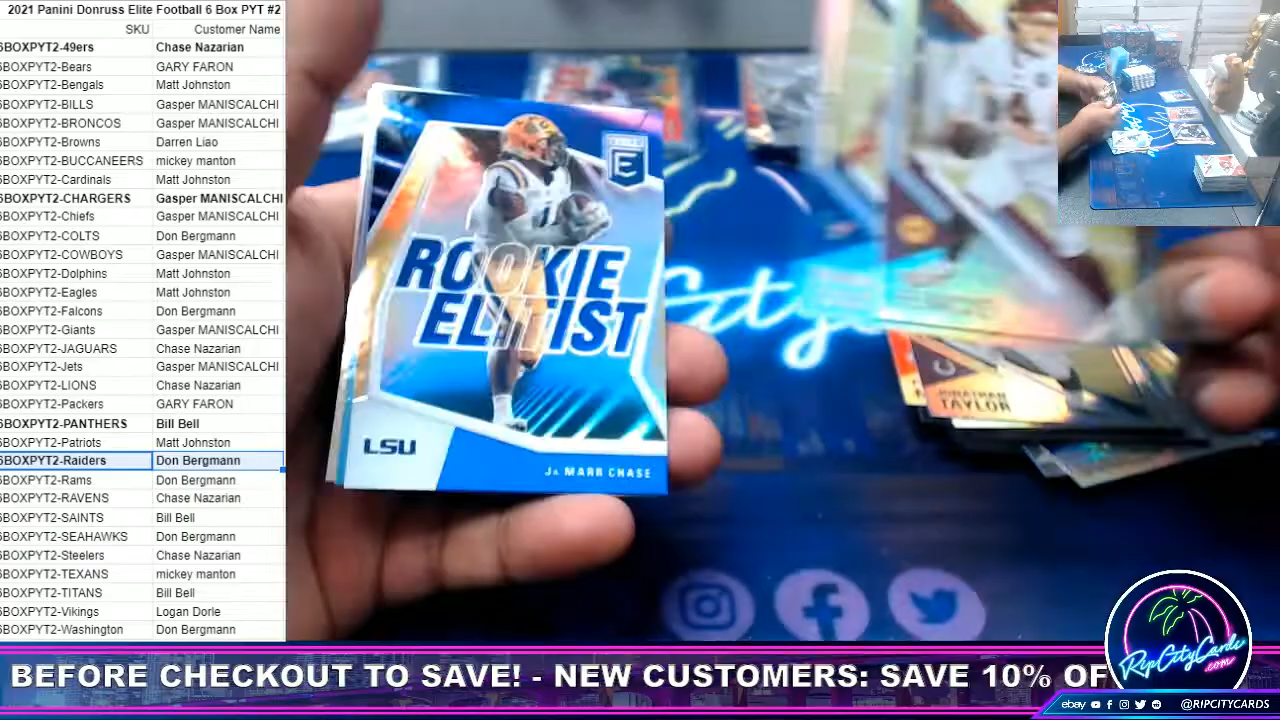 2021 Panini Donruss Elite Football 6 Box PYT #2
SKU Customer Name
6BOXPYT2-49ers Chase Nazarian
6BOXPYT2-Bears GARY FARON
6BOXPYT2-Bengals Matt Johnston
6BOXPYT2-BILLS Gasper MANISCALCHI
6BOXPYT2-BRONCOS Gasper MANISCALCHI
6BOXPYT2-Browns Darren Liao
6BOXPYT2-BUCCANEERS mickey manton
6BOXPYT2-Cardinals Matt Johnston
6BOXPYT2-CHARGERS Gasper MANISCALCHI
6BOXPYT2-Chiefs Gasper MANISCALCHI
6BOXPYT2-COLTS Don Bergmann
6BOXPYT2-COWBOYS Gasper MANISCALCHI
6BOXPYT2-Dolphins Matt Johnston
6BOXPYT2-Eagles Matt Johnston
6BOXPYT2-Falcons Don Bergmann
6BOXPYT2-Giants Gasper MANISCALCHI
6BOXPYT2-JAGUARS Chase Nazarian
6BOXPYT2-Jets Gasper MANISCALCHI
6BOXPYT2-LIONS Chase Nazarian
6BOXPYT2-Packers GARY FARON
6BOXPYT2-PANTHERS Bill Bell
6BOXPYT2-Patriots Matt Johnston
6BOXPYT2-Raiders Don Bergmann
6BOXPYT2-Rams Don Bergmann
6BOXPYT2-RAVENS Chase Nazarian
6BOXPYT2-SAINTS Bill Bell
6BOXPYT2-SEAHAWKS Don Bergmann
6BOXPYT2-Steelers Chase Nazarian
6BOXPYT2-TEXANS mickey manton
6BOXPYT2-TITANS Bill Bell
6BOXPYT2-Vikings Logan Dorle
6BOXPYT2-Washington Don Bergmann
E
ROOKIE
ELITIST
LSU
JA MARR CHASE
JONATHAN
TAYLOR
RipCityCards
.com
BEFORE CHECKOUT TO SAVE! - NEW CUSTOMERS: SAVE 10% OF
ebay @RIPCITYCARDS